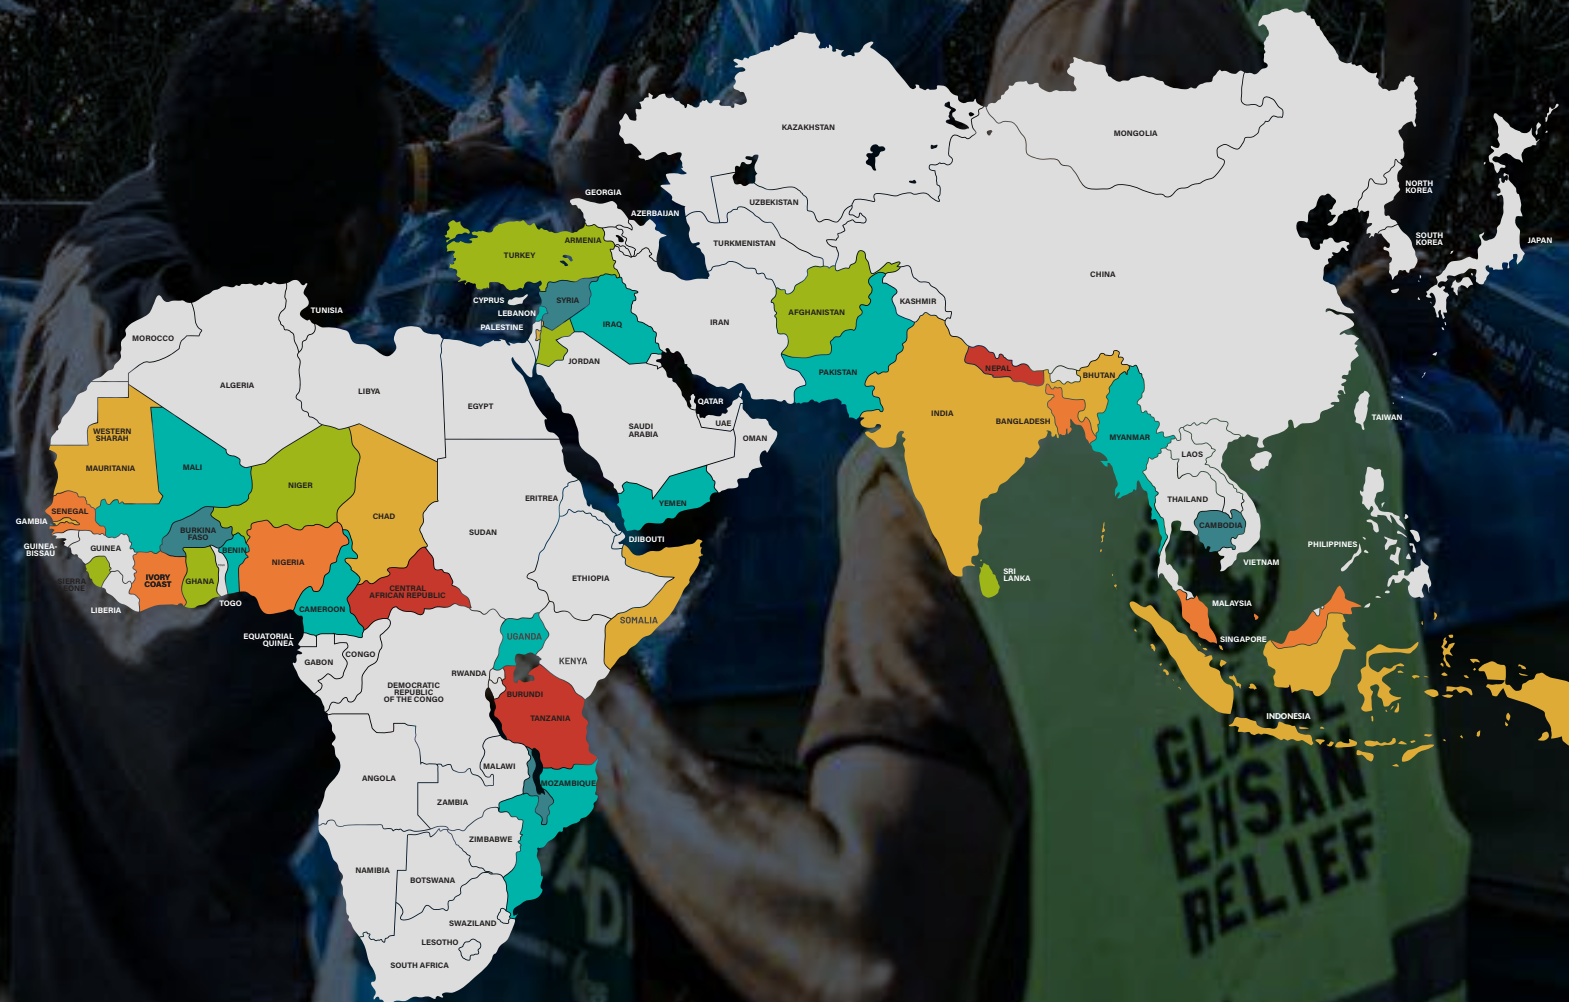 KAZAKHSTAN
MONGOLIA
NORTH
KOREA
GEORGIA
UZBEKISTAN
AZERBAIJAN
SOUTH
KOREA
JAPAN
ARMENIA
TURKMENISTAN
TURKEY
CHINA
SYRIA
CYPRUS
KASHMIR
TUNISIA
LEBANON
AFGHANISTAN
IRAQ
IRAN
PALESTINE
MOROCCO
JORDAN
NEPAL
PAKISTAN
BHUTAN
ALGERIA
LIBYA
QATAR
EGYPT
INDIA
TAIWAN
BANGLADESH
UAE
SAUDI
ARABIA
WESTERN
SHARAH
OMAN
MYANMAR
LAOS
MAURITANIA
MALI
NIGER
ERITREA
THAILAND
YEMEN
SENEGAL
CHAD
GAMBIA
CAMBODIA
BURKINA
FASO
SUDAN
DJIBOUTI
GUINEA-
BISSAU
GUINEA
BENIN
PHILIPPINES
NIGERIA
VIETNAM
SRI
LANKA
ETHIOPIA
IVORY
COAST
GHANA
SIERRA
CENTRAL
AFRICAN REPUBLIC
LIBERIA
TOGO
MALAYSIA
CAMEROON
SOMALIA
EQUATORIAL
QUINEA
UGANDA
SINGAPORE
CONGO
GABON
KENYA
RWANDA
DEMOCRATIC
REPUBLIC
OF THE CONGO
BURUNDI
TANZANIA
INDONESIA
MALAWI
ANGOLA
MOZAMBIQUE
ZAMBIA
ZIMBABWE
NAMIBIA
BOTSWANA
SWAZILAND
LESOTHO
SOUTH AFRICA
GLOBAL
EHSAN
RELIEF